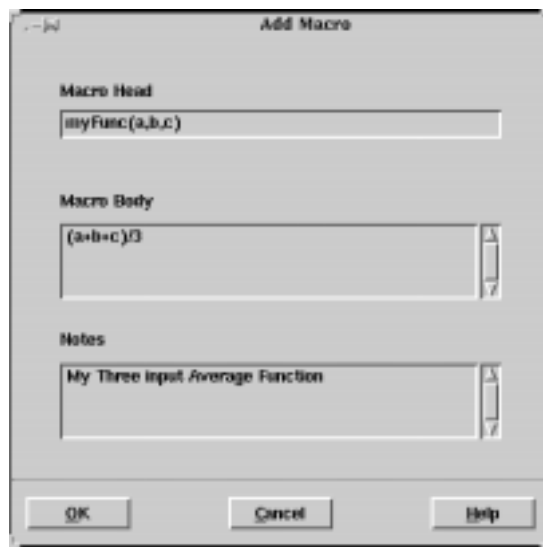 Add Macro
Macro Head
myFunc(a,b,c)
Macro Body
(a+b+c)/3
Notes
My Three input Average Function
OK
Cancel
Help